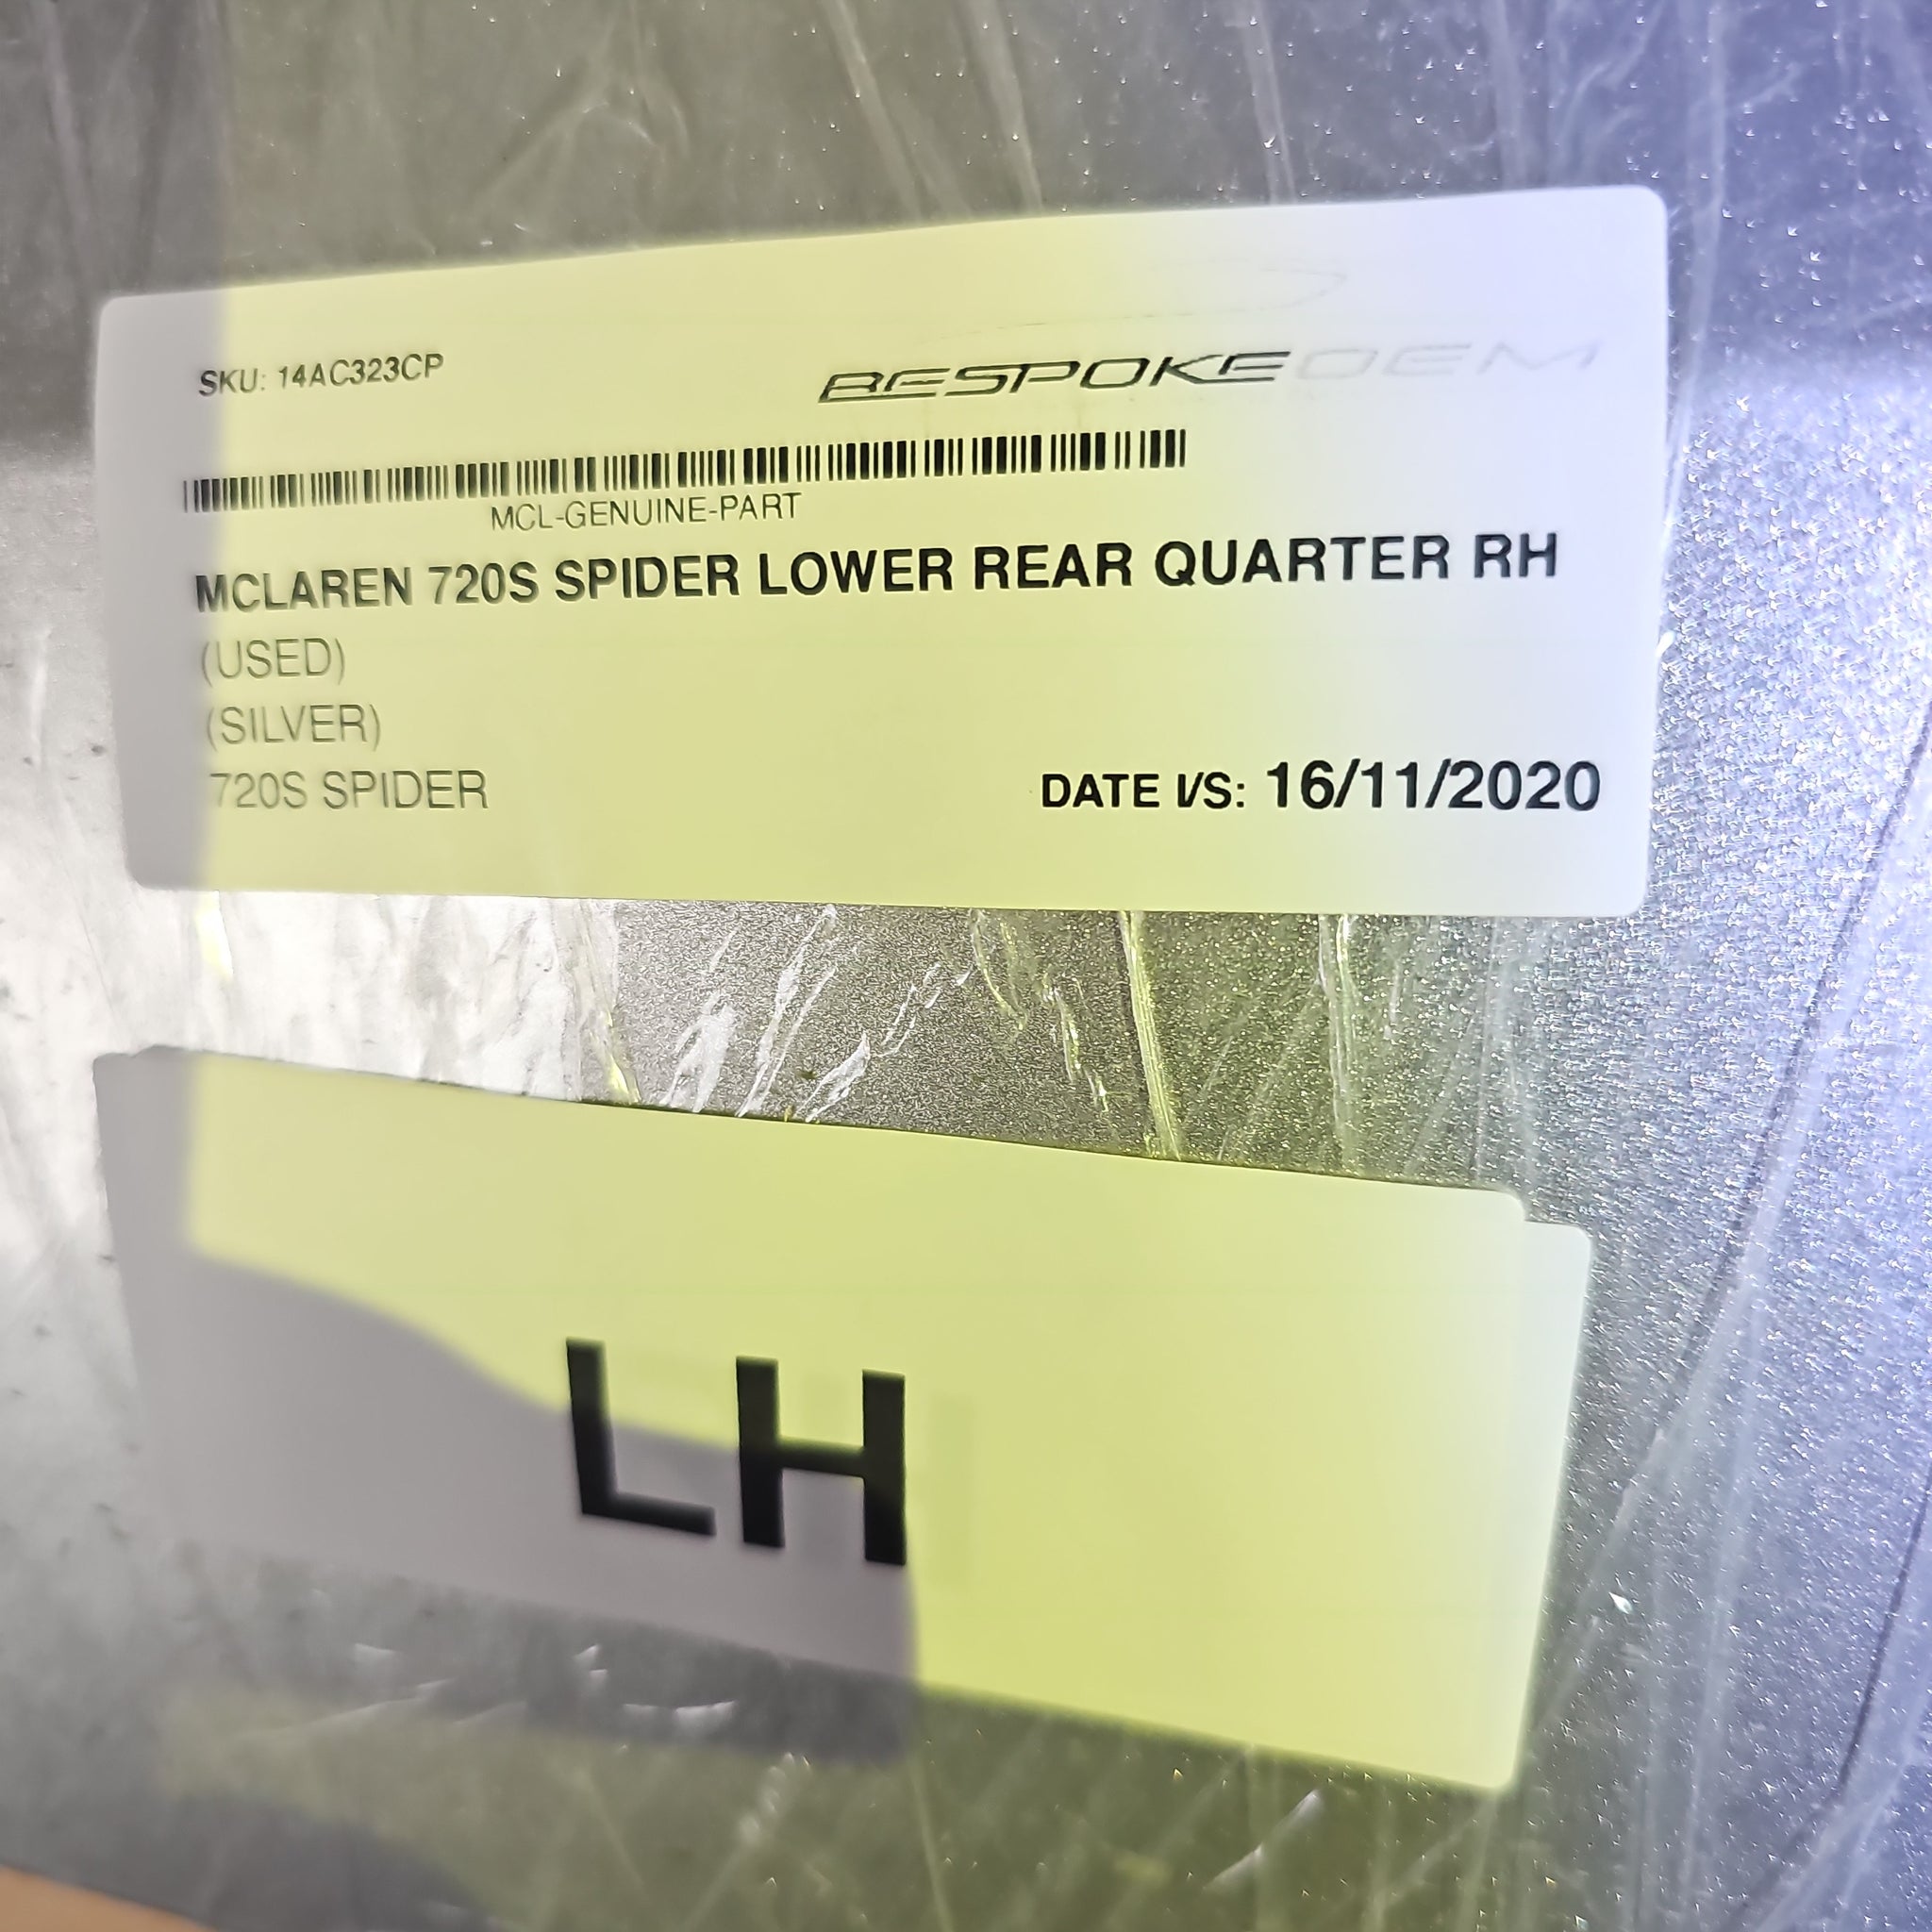 SKU: 14AC323CP
BESPOKEOEM
MCL-GENUINE-PART
MCLAREN 720S SPIDER LOWER REAR QUARTER RH
(USED)
(SILVER)
720S SPIDER
DATE I/S: 16/11/2020
LH